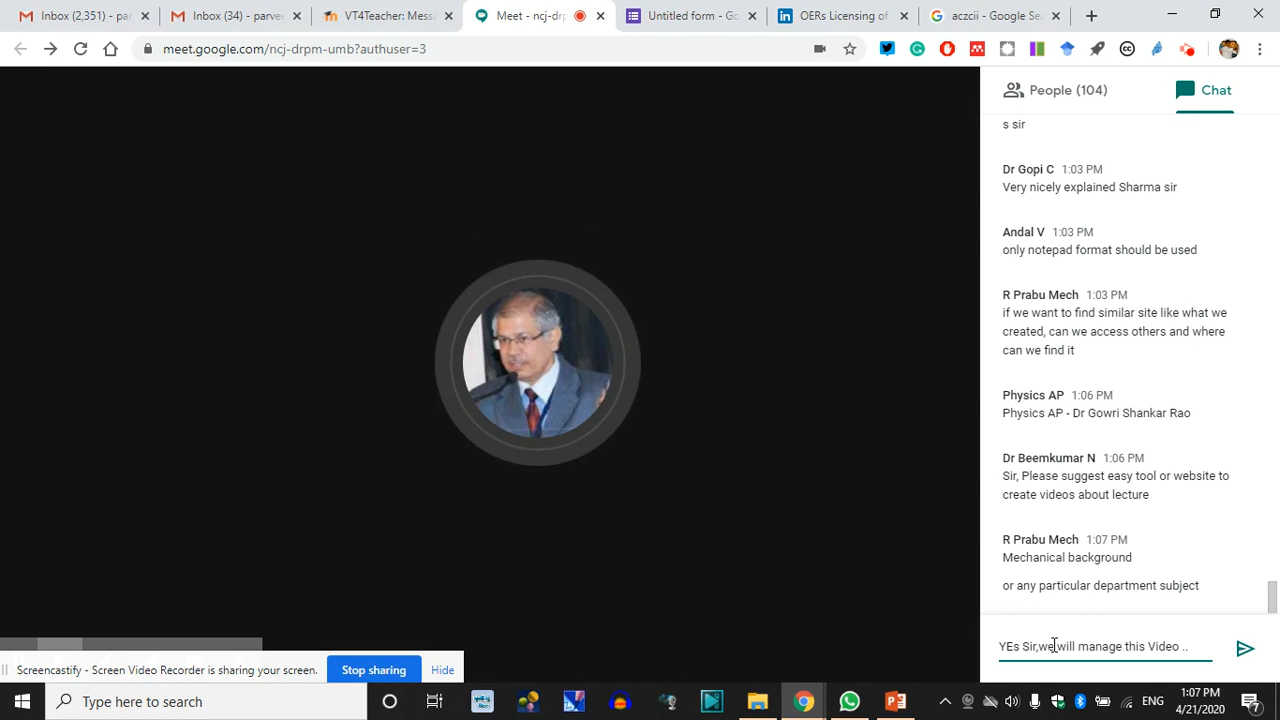 Inbox (2,351) - par
Inbox (34) - parvee
VT4Teacher: Messa
Meet - ncj-drp
Untitled form - Go
OERs Licensing of
aczcii - Google Se
meet.google.com/ncj-drpm-umb?authuser=3
People (104)
Chat
s sir
Dr Gopi C 1:03 PM
Very nicely explained Sharma sir
Andal V 1:03 PM
only notepad format should be used
R Prabu Mech 1:03 PM
if we want to find similar site like what we
created, can we access others and where
can we find it
Physics AP 1:06 PM
Physics AP - Dr Gowri Shankar Rao
Dr Beemkumar N 1:06 PM
Sir, Please suggest easy tool or website to
create videos about lecture
R Prabu Mech 1:07 PM
Mechanical background
or any particular department subject
YEs Sir,we will manage this Video ..
Screencastify - Screen Video Recorder is sharing your screen.
Stop sharing
Hide
Type here to search
ENG
1:07 PM
4/21/2020
7